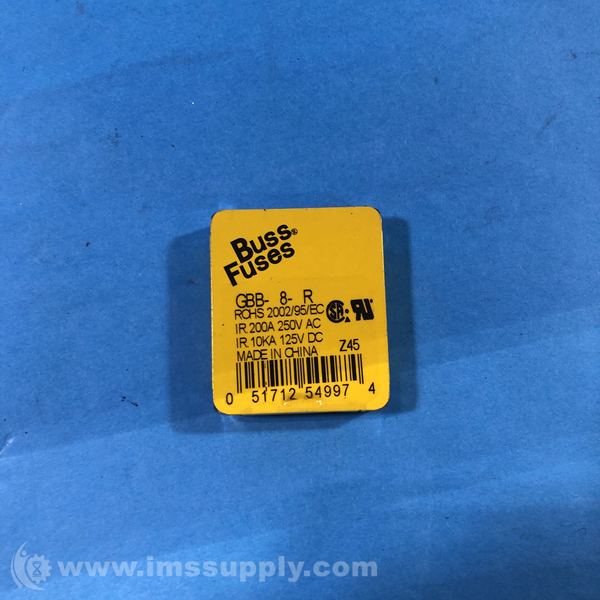 Buss®
Fuses
GBB- 8- R
ROHS 2002/95/EC
IR 200A 250V AC
IR 10KA 125V DC
MADE IN CHINA Z45
0 51712 54997 4
www.imssupply.com